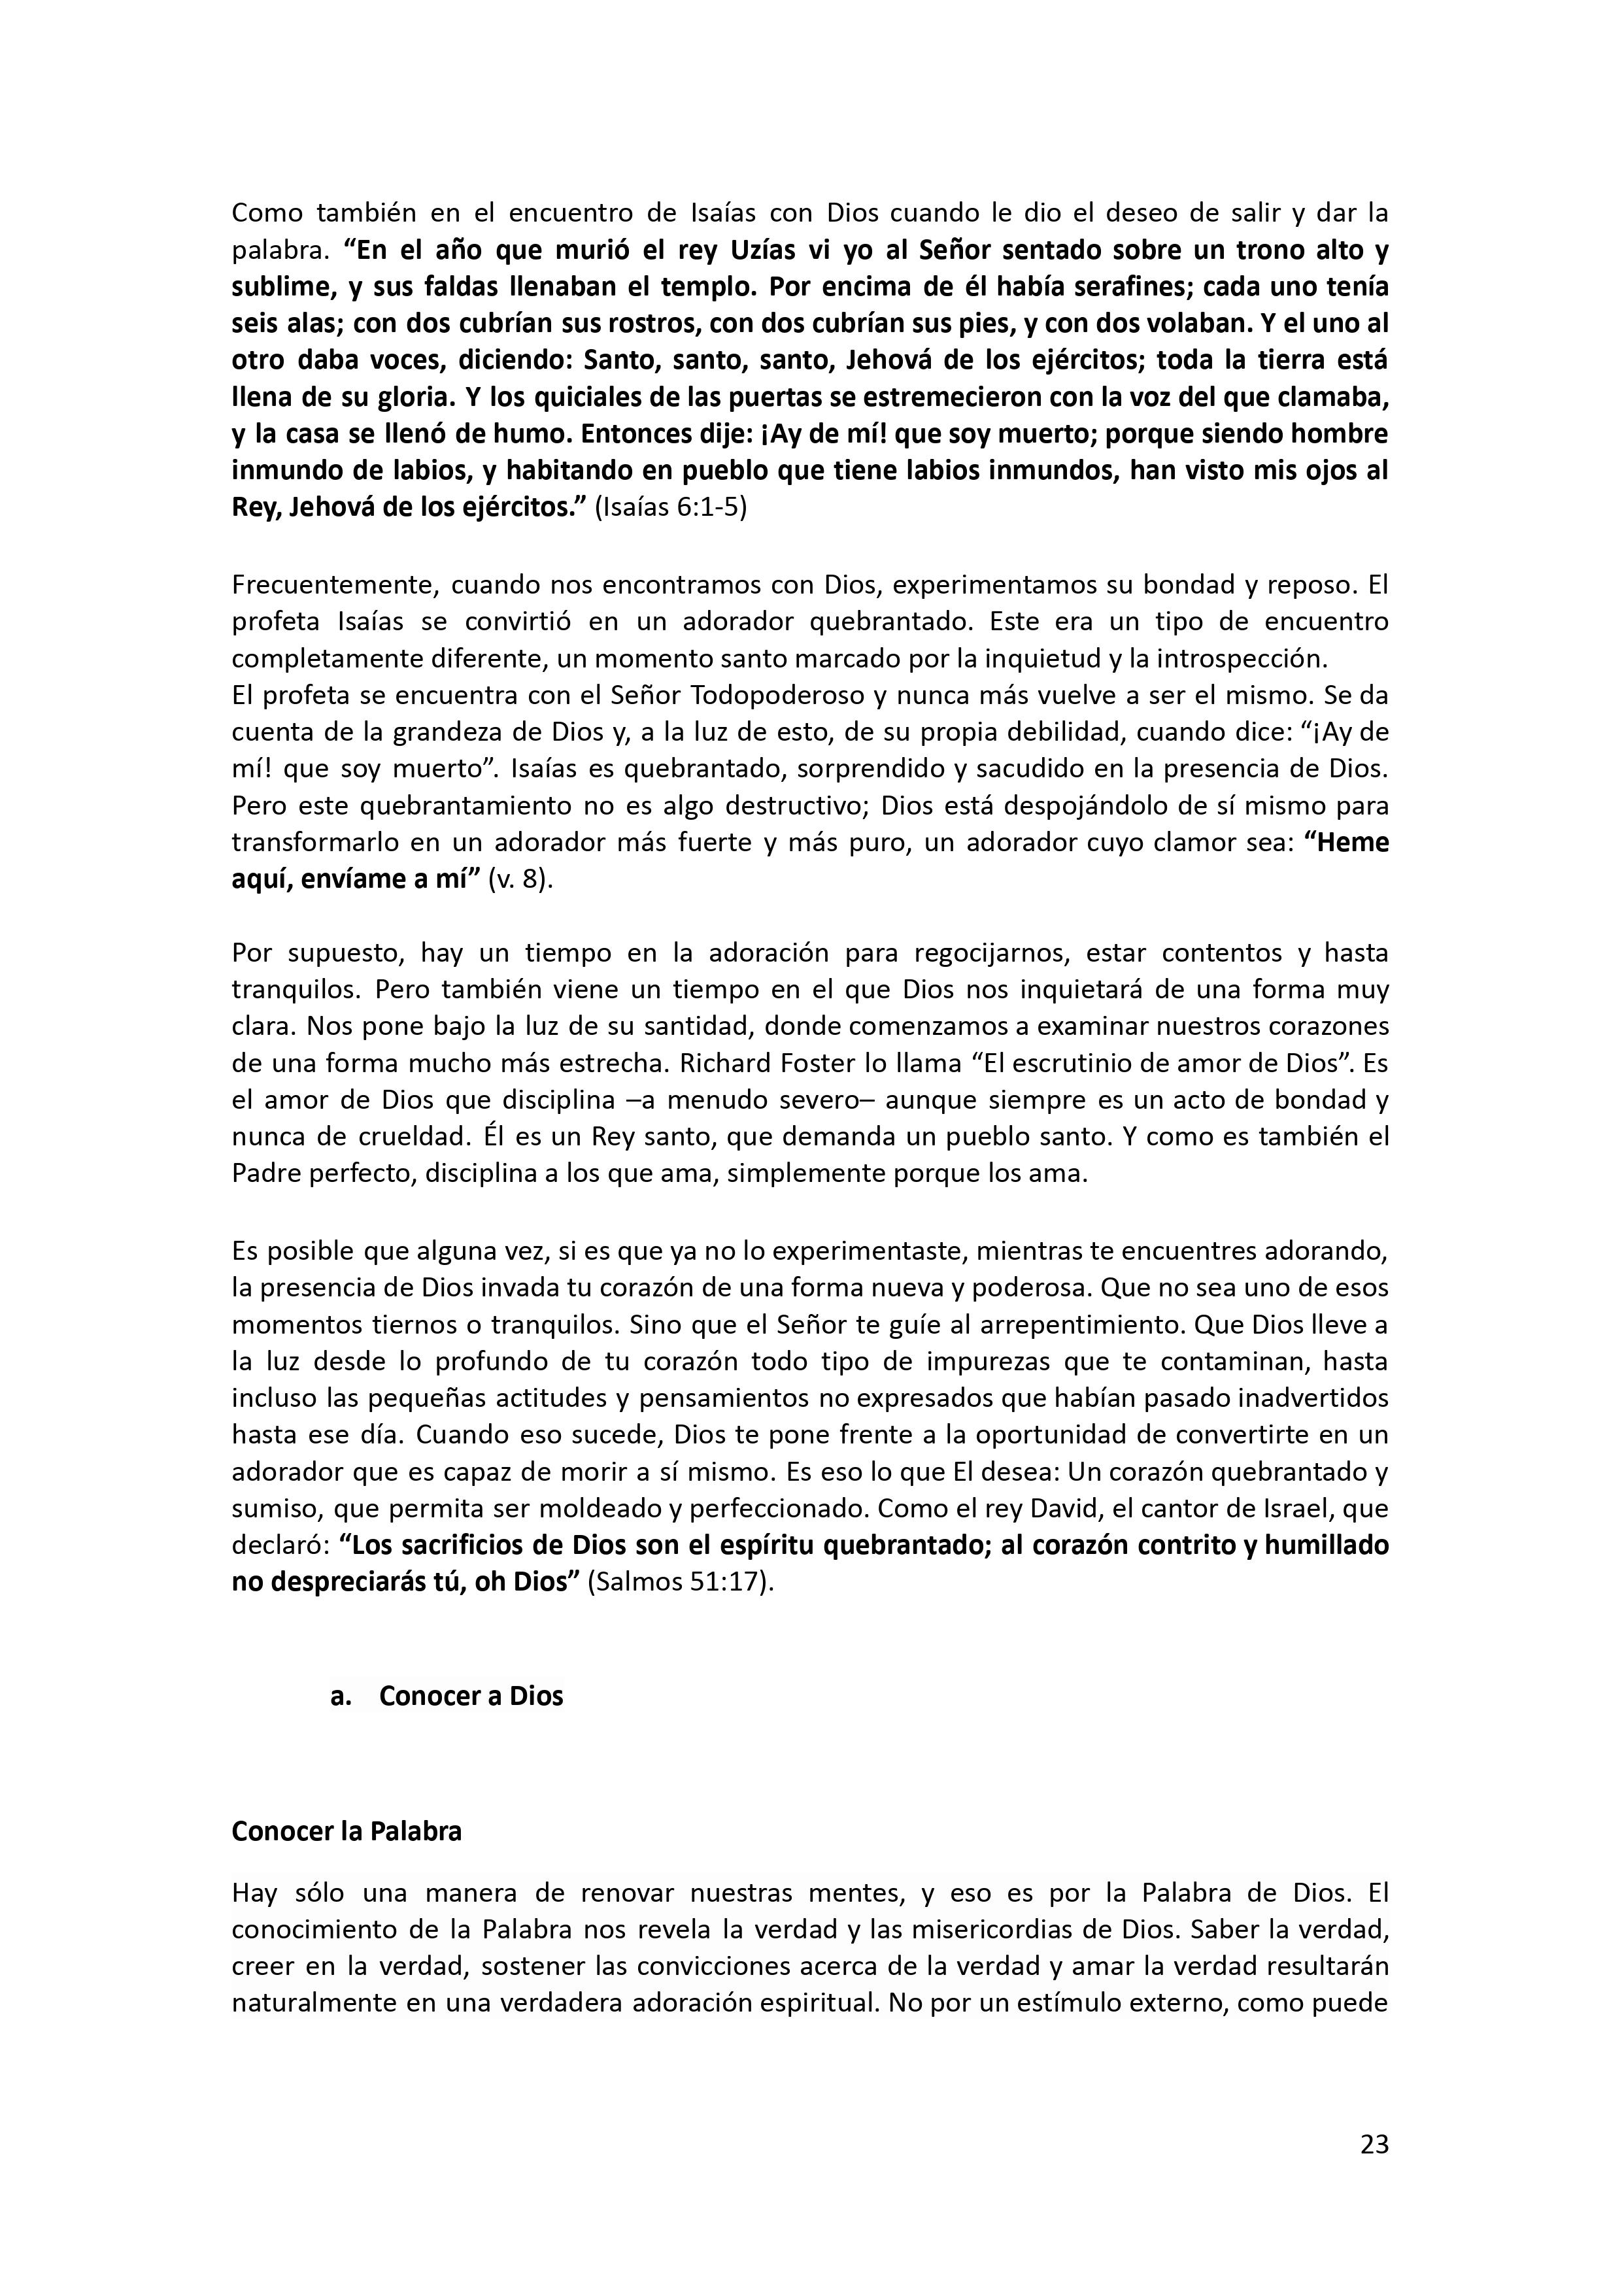 Como también en el encuentro de Isaías con Dios cuando le dio el deseo de salir y dar la
palabra. “En el año que murió el rey Uzías vi yo al Señor sentado sobre un trono alto y
sublime, y sus faldas llenaban el templo. Por encima de él había serafines; cada uno tenía
seis alas; con dos cubrían sus rostros, con dos cubrían sus pies, y con dos volaban. Y el uno al
otro daba voces, diciendo: Santo, santo, santo, Jehová de los ejércitos; toda la tierra está
llena de su gloria. Y los quiciales de las puertas se estremecieron con la voz del que clamaba,
y la casa se llenó de humo. Entonces dije: ¡Ay de mí! que soy muerto; porque siendo hombre
inmundo de labios, y habitando en pueblo que tiene labios inmundos, han visto mis ojos al
Rey, Jehová de los ejércitos.” (Isaías 6:1-5)
Frecuentemente, cuando nos encontramos con Dios, experimentamos su bondad y reposo. El
profeta Isaías se convirtió en un adorador quebrantado. Este era un tipo de encuentro
completamente diferente, un momento santo marcado por la inquietud y la introspección.
El profeta se encuentra con el Señor Todopoderoso y nunca más vuelve a ser el mismo. Se da
cuenta de la grandeza de Dios y, a la luz de esto, de su propia debilidad, cuando dice: “¡Ay de
mí! que soy muerto”. Isaías es quebrantado, sorprendido y sacudido en la presencia de Dios.
Pero este quebrantamiento no es algo destructivo; Dios está despojándolo de sí mismo para
transformarlo en un adorador más fuerte y más puro, un adorador cuyo clamor sea: “Heme
aquí, envíame a mí” (v. 8).
Por supuesto, hay un tiempo en la adoración para regocijarnos, estar contentos y hasta
tranquilos. Pero también viene un tiempo en el que Dios nos inquietará de una forma muy
clara. Nos pone bajo la luz de su santidad, donde comenzamos a examinar nuestros corazones
de una forma mucho más estrecha. Richard Foster lo llama “El escrutinio de amor de Dios”. Es
el amor de Dios que disciplina –a menudo severo– aunque siempre es un acto de bondad y
nunca de crueldad. Él es un Rey santo, que demanda un pueblo santo. Y como es también el
Padre perfecto, disciplina a los que ama, simplemente porque los ama.
Es posible que alguna vez, si es que ya no lo experimentaste, mientras te encuentres adorando,
la presencia de Dios invada tu corazón de una forma nueva y poderosa. Que no sea uno de esos
momentos tiernos o tranquilos. Sino que el Señor te guíe al arrepentimiento. Que Dios lleve a
la luz desde lo profundo de tu corazón todo tipo de impurezas que te contaminan, hasta
incluso las pequeñas actitudes y pensamientos no expresados que habían pasado inadvertidos
hasta ese día. Cuando eso sucede, Dios te pone frente a la oportunidad de convertirte en un
adorador que es capaz de morir a sí mismo. Es eso lo que El desea: Un corazón quebrantado y
sumiso, que permita ser moldeado y perfeccionado. Como el rey David, el cantor de Israel, que
declaró: “Los sacrificios de Dios son el espíritu quebrantado; al corazón contrito y humillado
no despreciarás tú, oh Dios” (Salmos 51:17).
a. Conocer a Dios
Conocer la Palabra
Hay sólo una manera de renovar nuestras mentes, y eso es por la Palabra de Dios. El
conocimiento de la Palabra nos revela la verdad y las misericordias de Dios. Saber la verdad,
creer en la verdad, sostener las convicciones acerca de la verdad y amar la verdad resultarán
naturalmente en una verdadera adoración espiritual. No por un estímulo externo, como puede
23